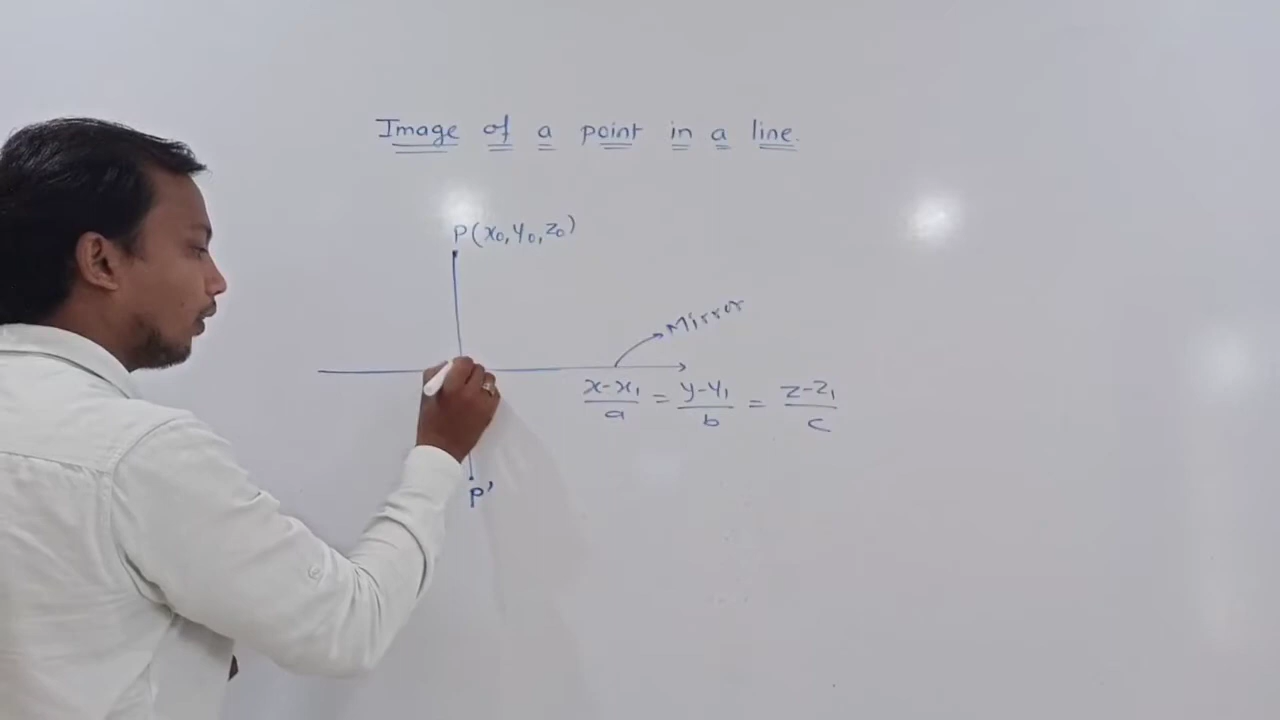 Image of a point in a line.
P(x₀, y₀, z₀)
Mirror
x-x₁/a = y-y₁/b = z-z₁/c
P'